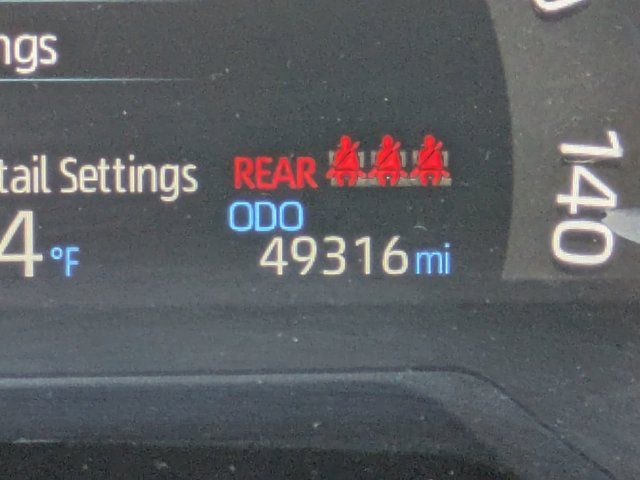 ngs
tail Settings
REAR
ODO
4°F
49316 mi
140